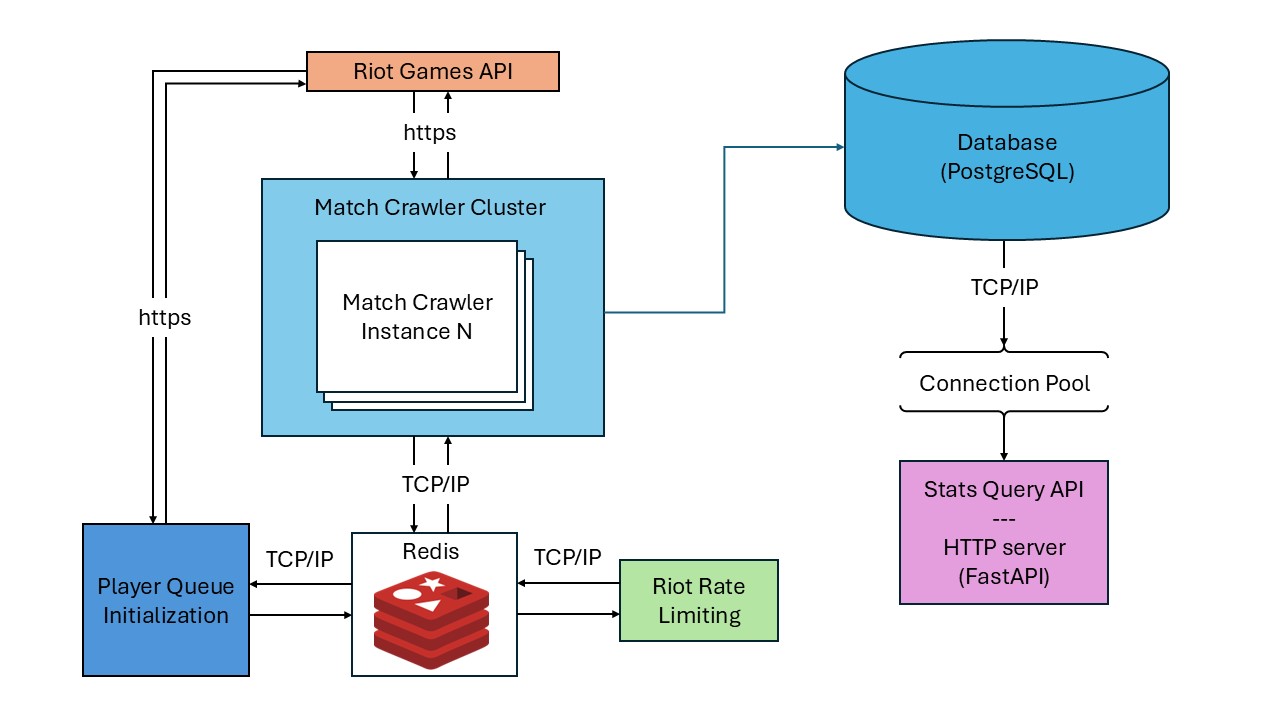 Riot Games API
https
Match Crawler Cluster
Match Crawler
Instance N
Database
(PostgreSQL)
TCP/IP
https
Connection Pool
TCP/IP
Stats Query API
---
HTTP server
(FastAPI)
Redis
TCP/IP
TCP/IP
Player Queue
Initialization
Riot Rate
Limiting